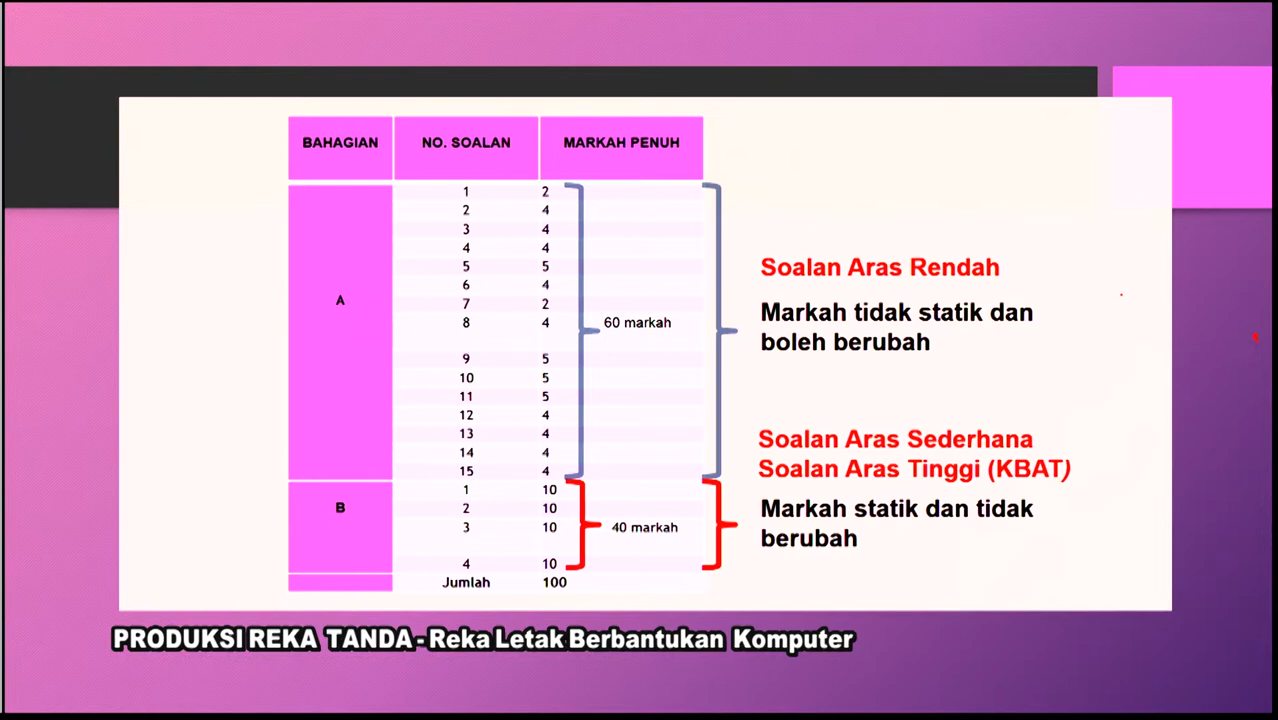 BAHAGIAN NO. SOALAN MARKAH PENUH
1 2
2 4
3 4
4 4
5 5
6 4
7 2
A
8 4
60 markah
9 5
10 5
11 5
12 4
13 4
14 4
15 4
Soalan Aras Rendah
Markah tidak statik dan
boleh berubah
1 10
B
2 10
3 10
40 markah
4 10
Jumlah 100
Soalan Aras Sederhana
Soalan Aras Tinggi (KBAT)
Markah statik dan tidak
berubah
PRODUKSI REKA TANDA - Reka Letak Berbantukan Komputer